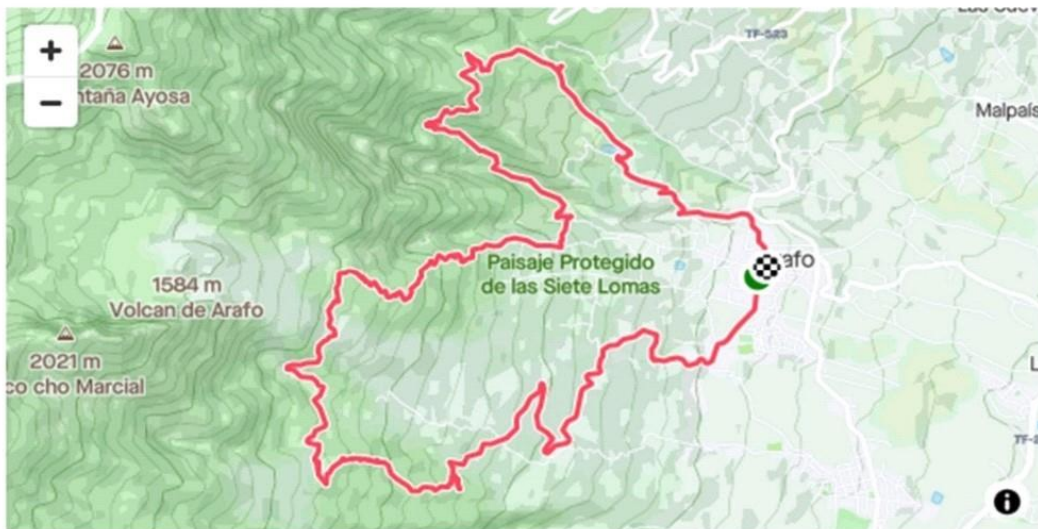 +
−
2076 m
ntaña Ayosa
TF-523
Malpaís
1584 m
Volcan de Arafo
2021 m
co cho Marcial
Paisaje Protegido
de las Siete Lomas
afo
i